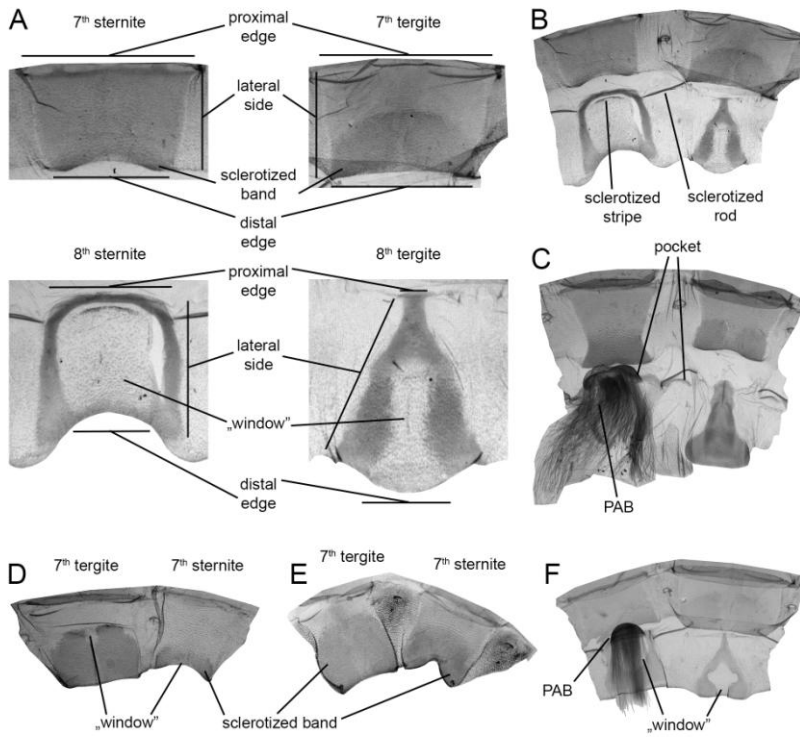 A
7th sternite
proximal
edge
7th tergite
lateral
side
sclerotized
band
distal
edge
8th sternite
proximal
edge
8th tergite
lateral
side
„window”
distal
edge
B
sclerotized
stripe
sclerotized
rod
C
pocket
PAB
D
7th tergite
7th sternite
„window”
sclerotized band
E
7th tergite
7th sternite
F
PAB
„window”